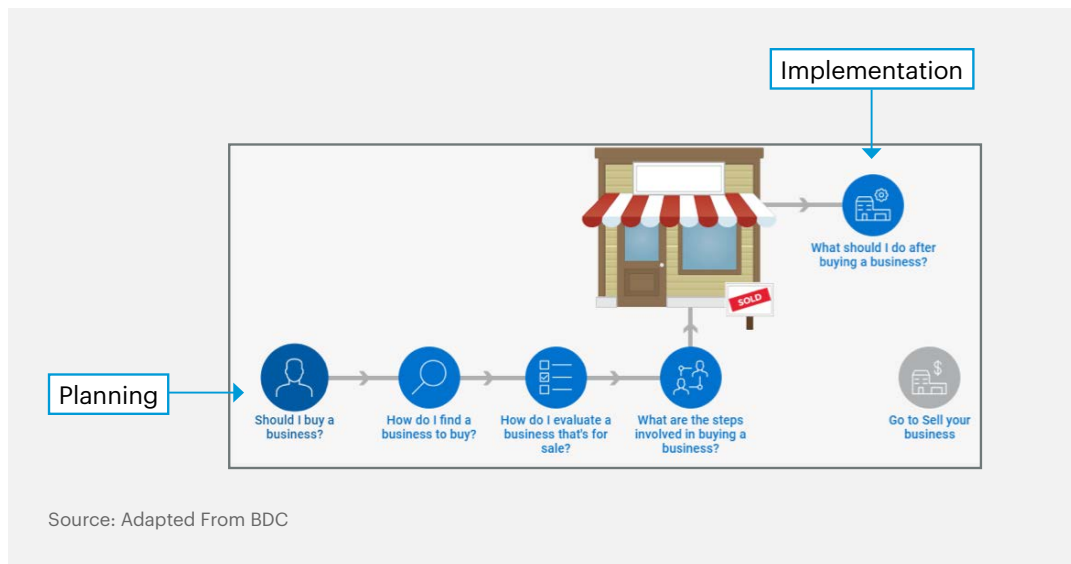 Implementation
SOLD
What should I do after
buying a business?
Planning
Should I buy a
business?
How do I find a
business to buy?
How do I evaluate a
business that's for
sale?
What are the steps
involved in buying a
business?
$
Go to Sell your
business
Source: Adapted From BDC